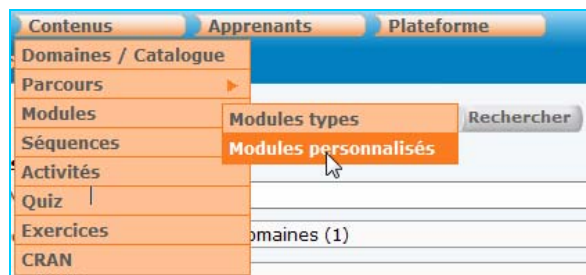 Contenus Apprenants Plateforme
Domaines / Catalogue
Parcours
Modules
Modules types
Rechercher
Séquences
Modules personnalisés
Activités
Quiz
Exercices
omaines (1)
CRAN